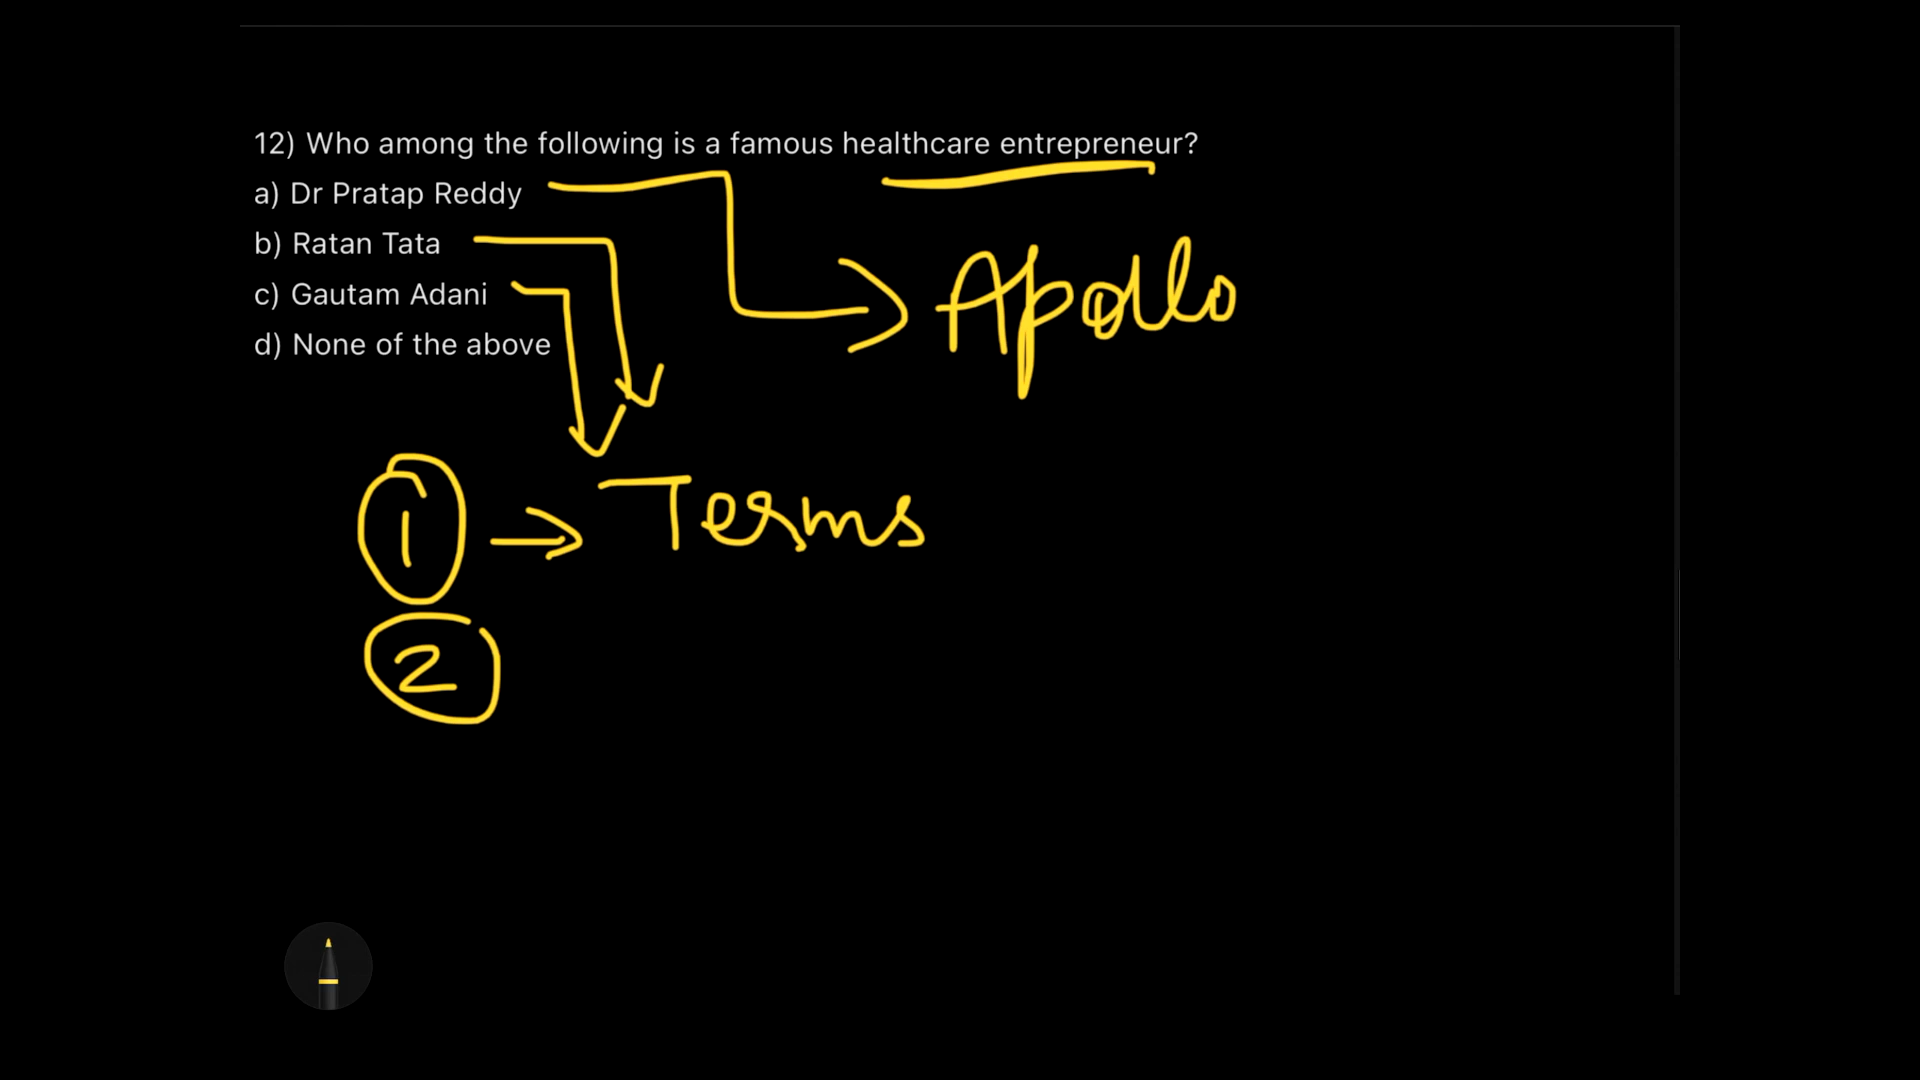 12) Who among the following is a famous healthcare entrepreneur?
a) Dr Pratap Reddy
b) Ratan Tata
c) Gautam Adani
d) None of the above
Apollo
1 → Terms
2